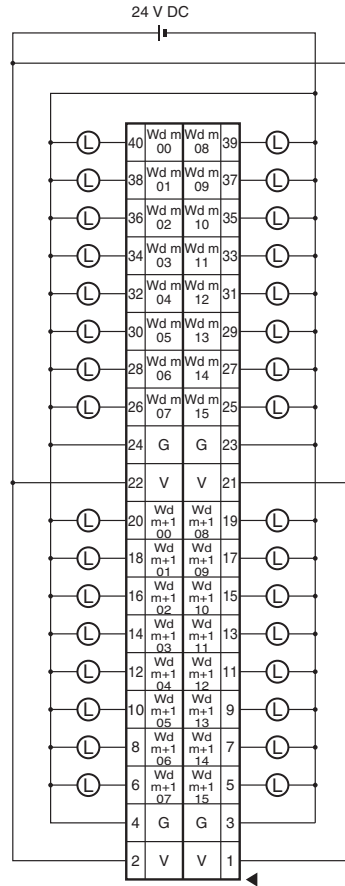 24 V DC
L 40 Wd m 00 Wd m 08 39 L
L 38 Wd m 01 Wd m 09 37 L
L 36 Wd m 02 Wd m 10 35 L
L 34 Wd m 03 Wd m 11 33 L
L 32 Wd m 04 Wd m 12 31 L
L 30 Wd m 05 Wd m 13 29 L
L 28 Wd m 06 Wd m 14 27 L
L 26 Wd m 07 Wd m 15 25 L
24 G G 23
22 V V 21
L 20 Wd m+1 00 Wd m+1 08 19 L
L 18 Wd m+1 01 Wd m+1 09 17 L
L 16 Wd m+1 02 Wd m+1 10 15 L
L 14 Wd m+1 03 Wd m+1 11 13 L
L 12 Wd m+1 04 Wd m+1 12 11 L
L 10 Wd m+1 05 Wd m+1 13 9 L
L 8 Wd m+1 06 Wd m+1 14 7 L
L 6 Wd m+1 07 Wd m+1 15 5 L
4 G G 3
2 V V 1